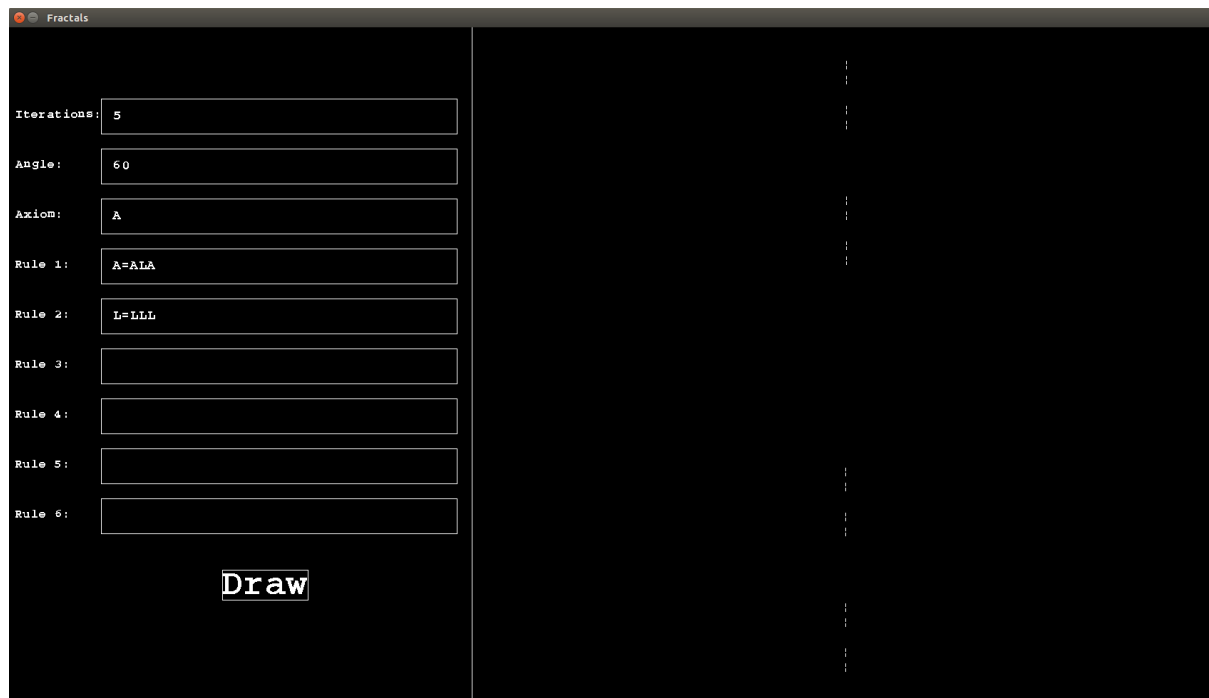 Fractals
Iterations: 5
Angle: 60
Axiom: A
Rule 1: A=ALA
Rule 2: L=LLL
Rule 3:
Rule 4:
Rule 5:
Rule 6:
Draw